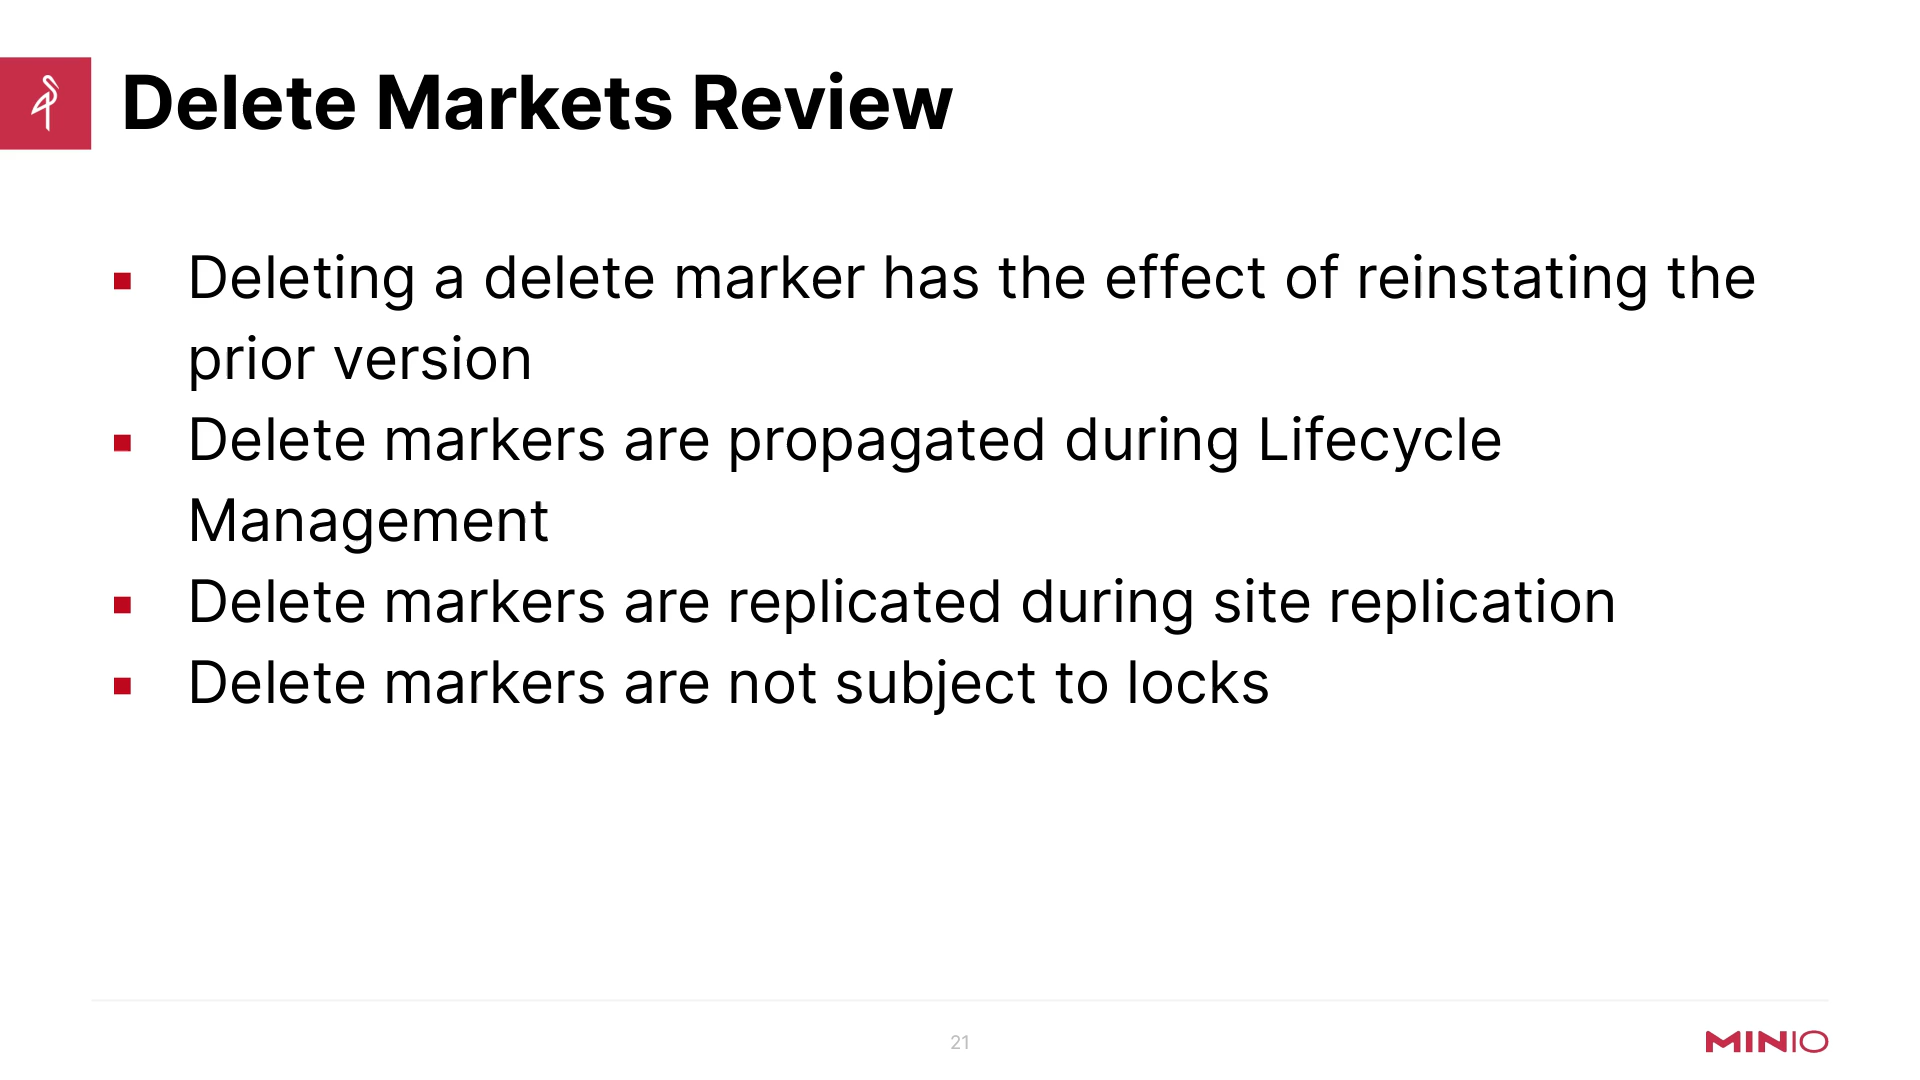 Delete Markets Review
▪ Deleting a delete marker has the effect of reinstating the
prior version
▪ Delete markers are propagated during Lifecycle
Management
▪ Delete markers are replicated during site replication
▪ Delete markers are not subject to locks
21
MINIO